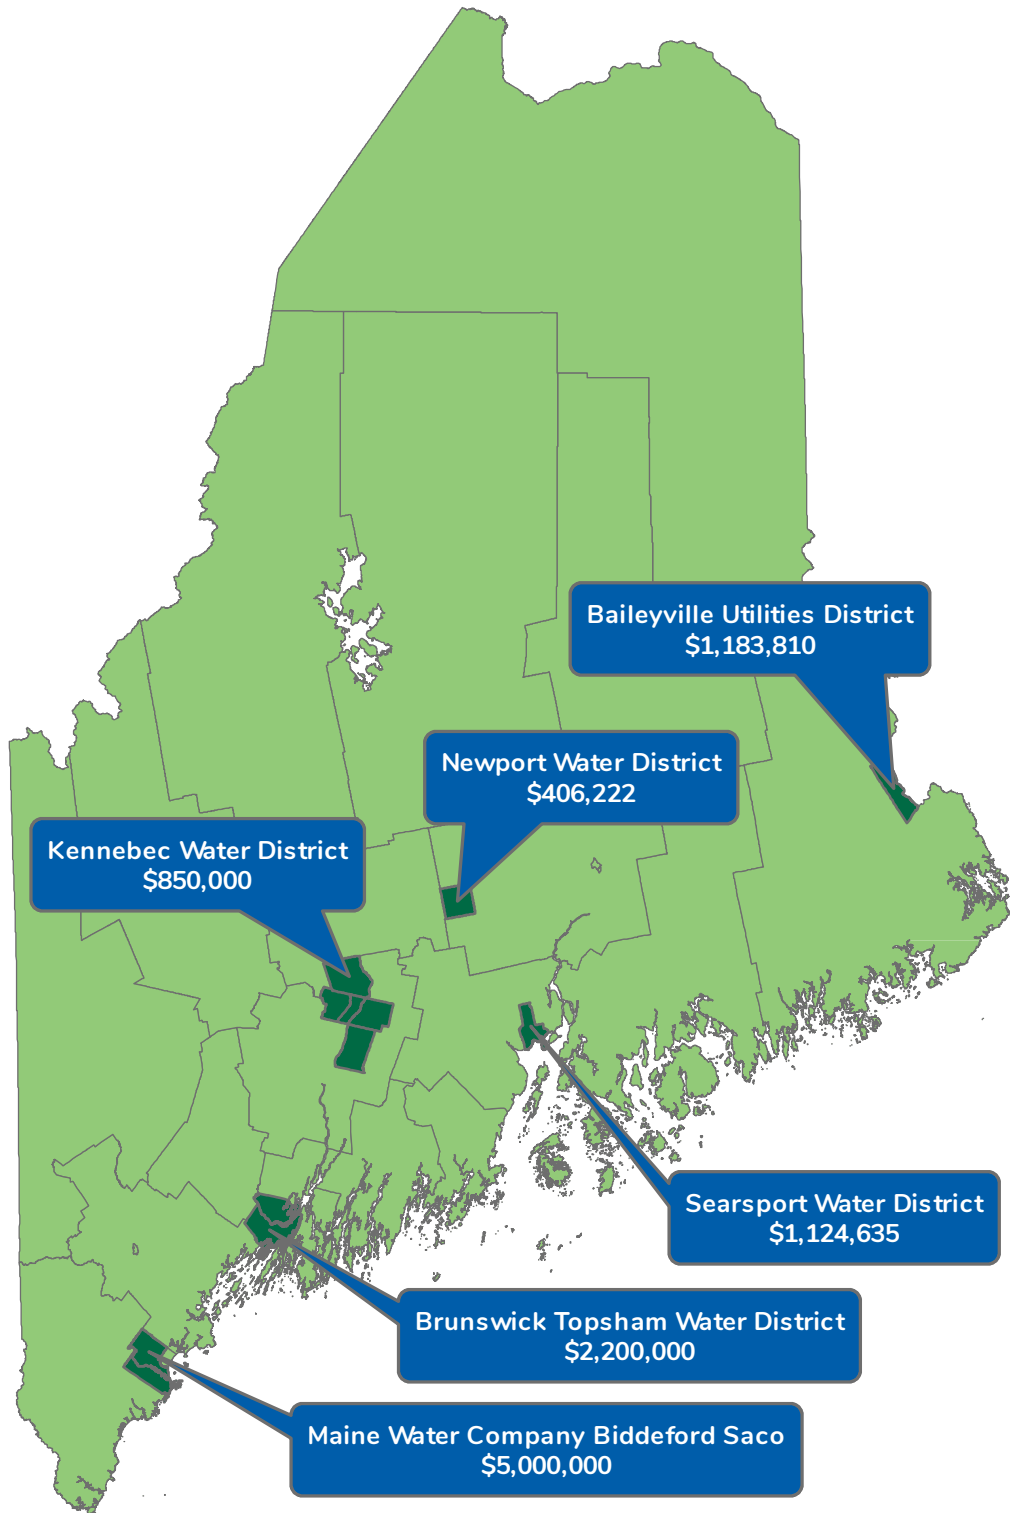 Baileyville Utilities District
$1,183,810
Newport Water District
$406,222
Kennebec Water District
$850,000
Searsport Water District
$1,124,635
Brunswick Topsham Water District
$2,200,000
Maine Water Company Biddeford Saco
$5,000,000